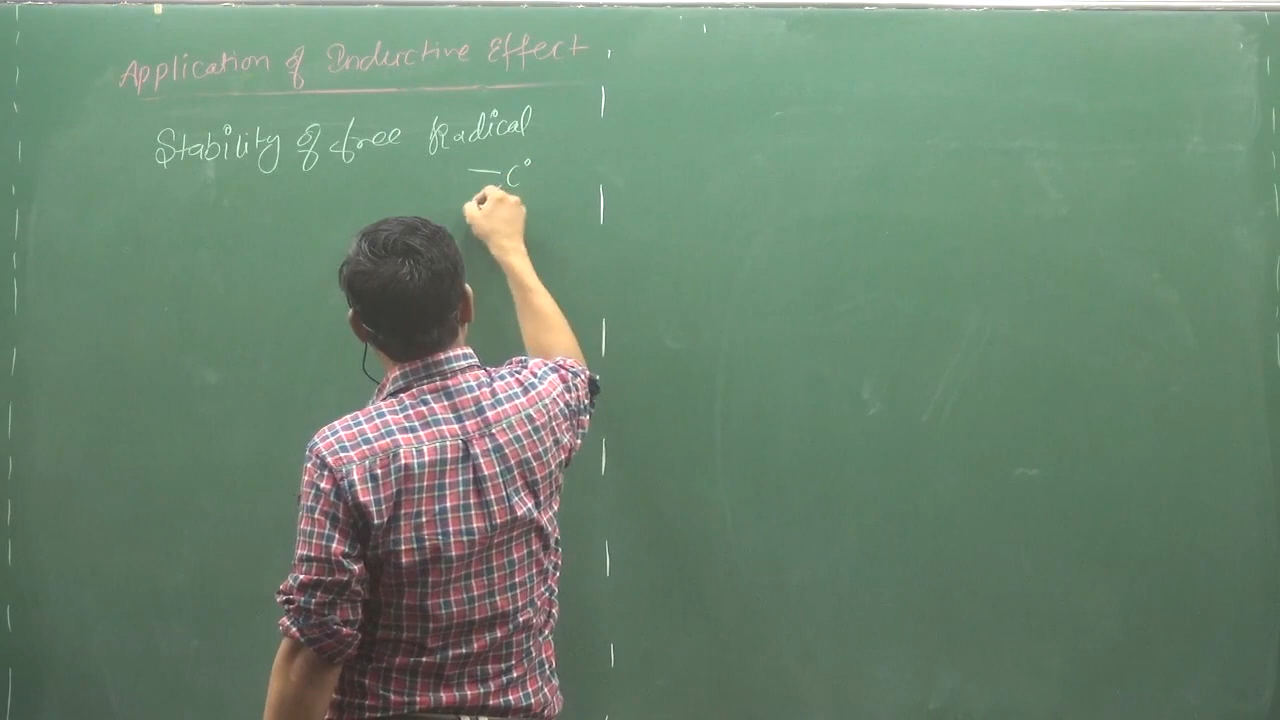 Application of Inductive Effect
Stability of free Radical
—C°